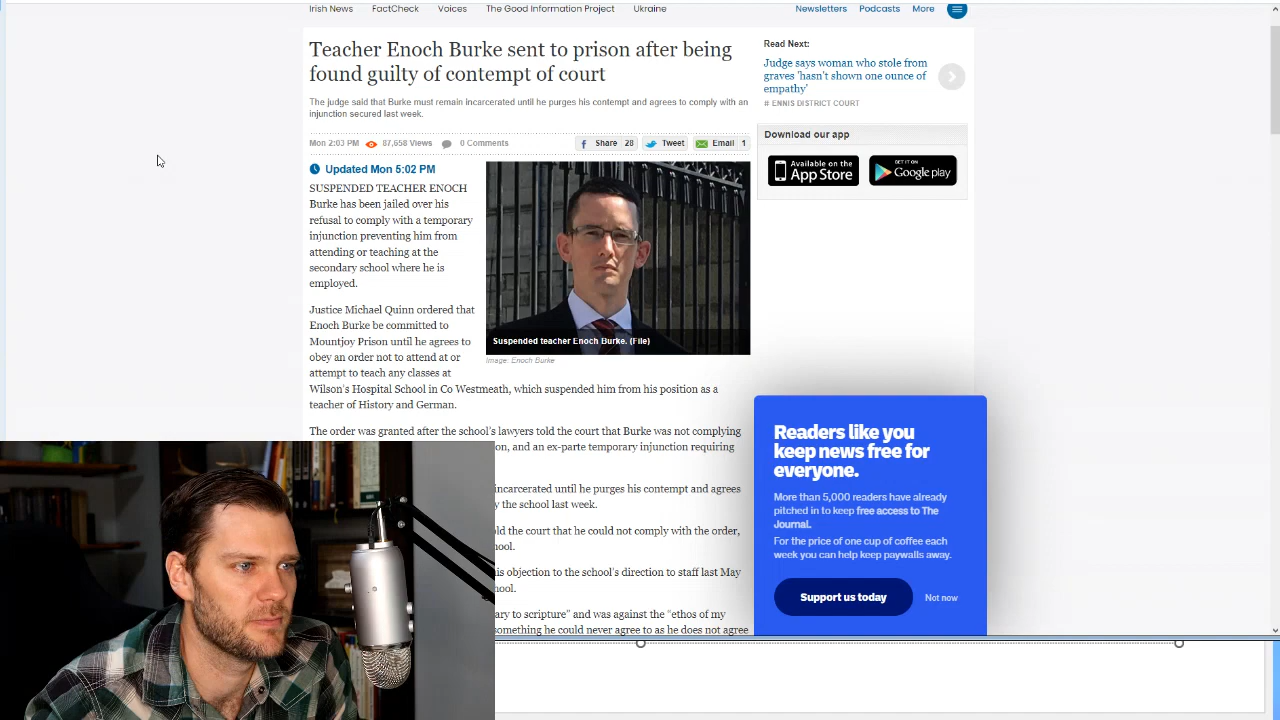 Irish News FactCheck Voices The Good Information Project Ukraine Newsletters Podcasts More
Teacher Enoch Burke sent to prison after being
found guilty of contempt of court
The judge said that Burke must remain incarcerated until he purges his contempt and agrees to comply with an
injunction secured last week.
Mon 2:03 PM 87,658 Views 0 Comments Share 28 Tweet Email 1
Updated Mon 5:02 PM
SUSPENDED TEACHER ENOCH
Burke has been jailed over his
refusal to comply with a temporary
injunction preventing him from
attending or teaching at the
secondary school where he is
employed.
Justice Michael Quinn ordered that
Enoch Burke be committed to
Mountjoy Prison until he agrees to
obey an order not to attend at or
attempt to teach any classes at
Wilson's Hospital School in Co Westmeath, which suspended him from his position as a
teacher of History and German.
Suspended teacher Enoch Burke. (File)
Image: Enoch Burke
The order was granted after the school's lawyers told the court that Burke was not complying
on, and an ex-parte temporary injunction requiring
incarcerated until he purges his contempt and agrees
y the school last week.
old the court that he could not comply with the order,
ool.
is objection to the school's direction to staff last May
ool.
ary to scripture" and was against the "ethos of my
something he could never agree to as he does not agree
Read Next:
Judge says woman who stole from
graves 'hasn't shown one ounce of
empathy'
# ENNIS DISTRICT COURT
Download our app
Available on the
App Store
GET IT ON
Google play
Readers like you
keep news free for
everyone.
More than 5,000 readers have already
pitched in to keep free access to The
Journal.
For the price of one cup of coffee each
week you can help keep paywalls away.
Support us today Not now